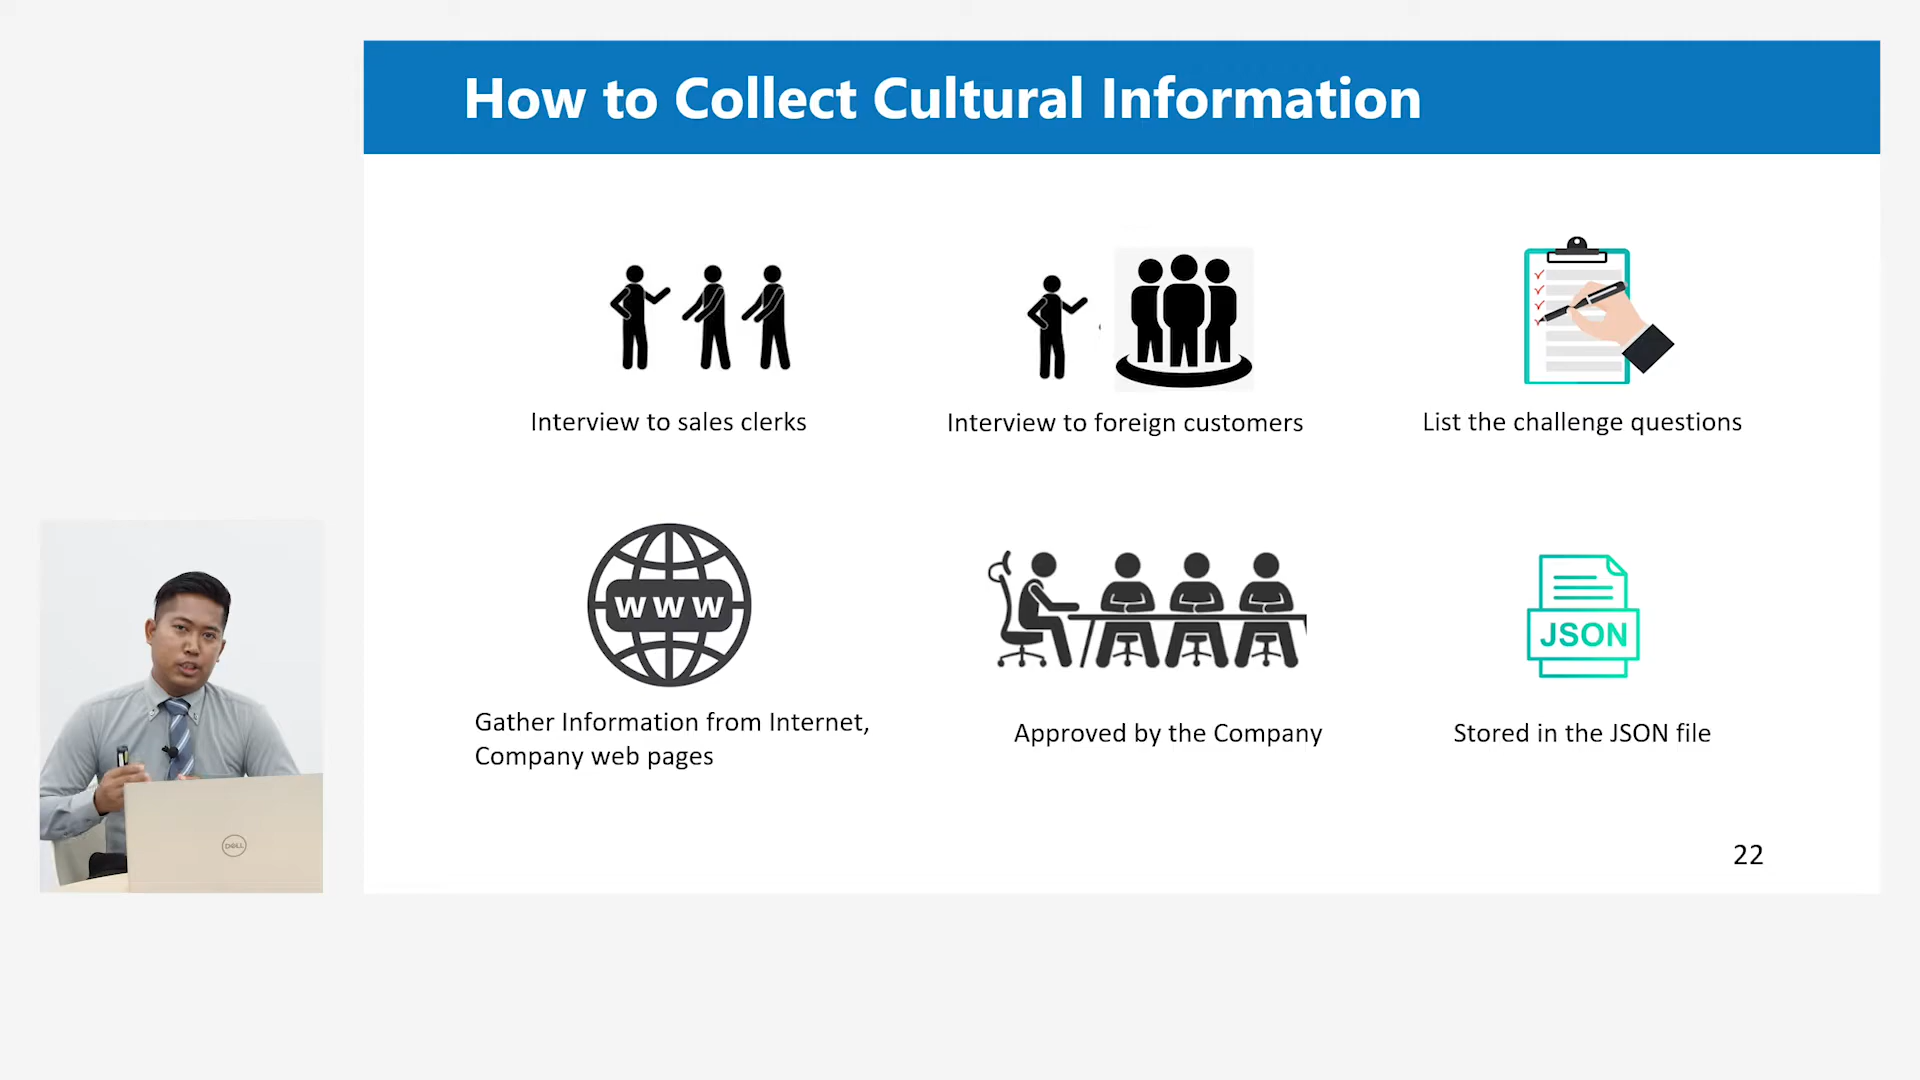 How to Collect Cultural Information
Interview to sales clerks
Interview to foreign customers
List the challenge questions
WWW
JSON
Gather Information from Internet,
Company web pages
Approved by the Company
Stored in the JSON file
DELL
22